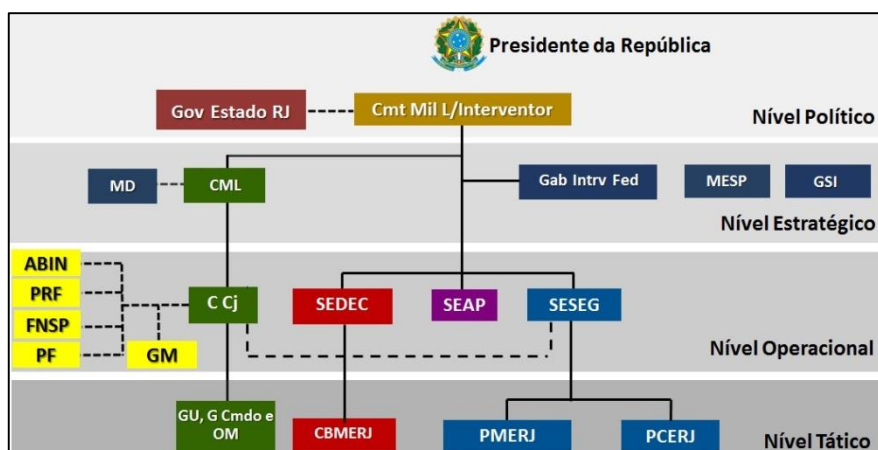 Presidente da República
Gov Estado RJ
Cmt Mil L/Interventor
Nível Político
MD
CML
Gab Intrv Fed
MESP
GSI
Nível Estratégico
ABIN
PRF
FNSP
PF
GM
C Cj
SEDEC
SEAP
SESEG
Nível Operacional
GU, G Cmdo e
OM
CBMERJ
PMERJ
PCERJ
Nível Tático